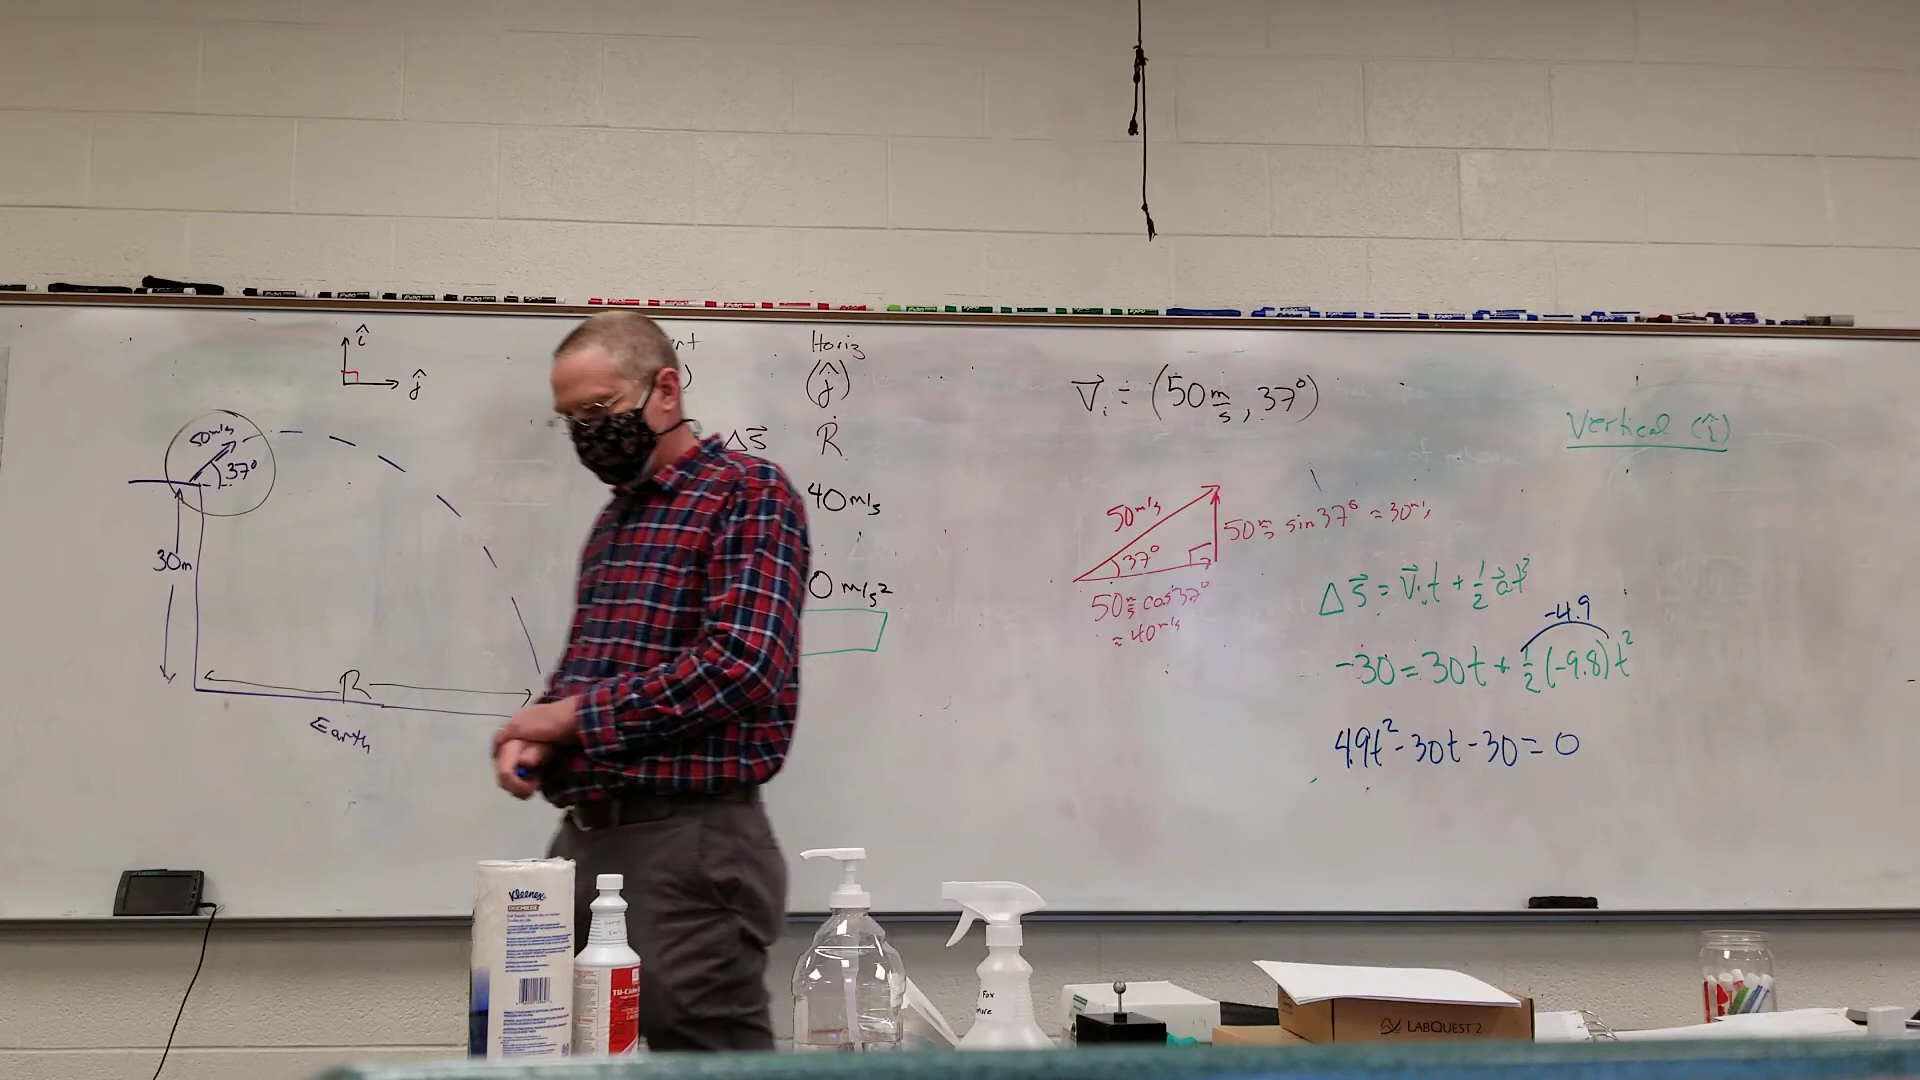 î
ĵ
50m/s
37°
30m
R
Earth
Horiz
(ĵ)
Δs⃗
R
40m/s
0 m/s²
V⃗ᵢ = (50 m/s, 37°)
50m/s
37°
50 m/s sin37° = 30m/s
50 m/s cos37°
≈ 40m/s
Vertical (î)
Δs⃗ = v⃗ᵢt + 1/2 a⃗t²
-4.9
-30 = 30t + 1/2(-9.8)t²
4.9t² - 30t - 30 = 0
Kleenex
Fox
LABQUEST 2